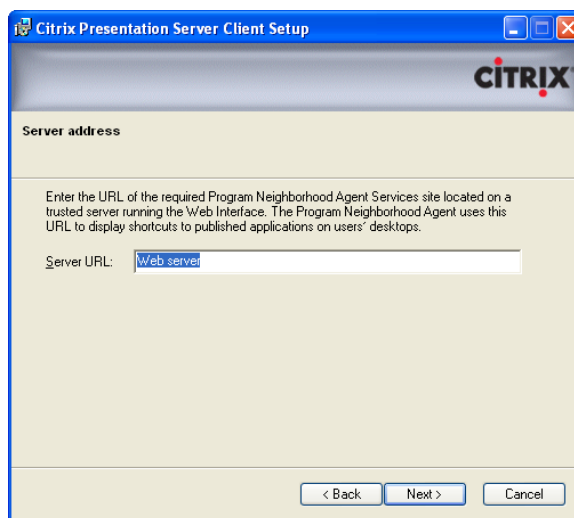 Citrix Presentation Server Client Setup
CITRIX
Server address
Enter the URL of the required Program Neighborhood Agent Services site located on a
trusted server running the Web Interface. The Program Neighborhood Agent uses this
URL to display shortcuts to published applications on users' desktops.
Server URL: Web server
< Back Next > Cancel